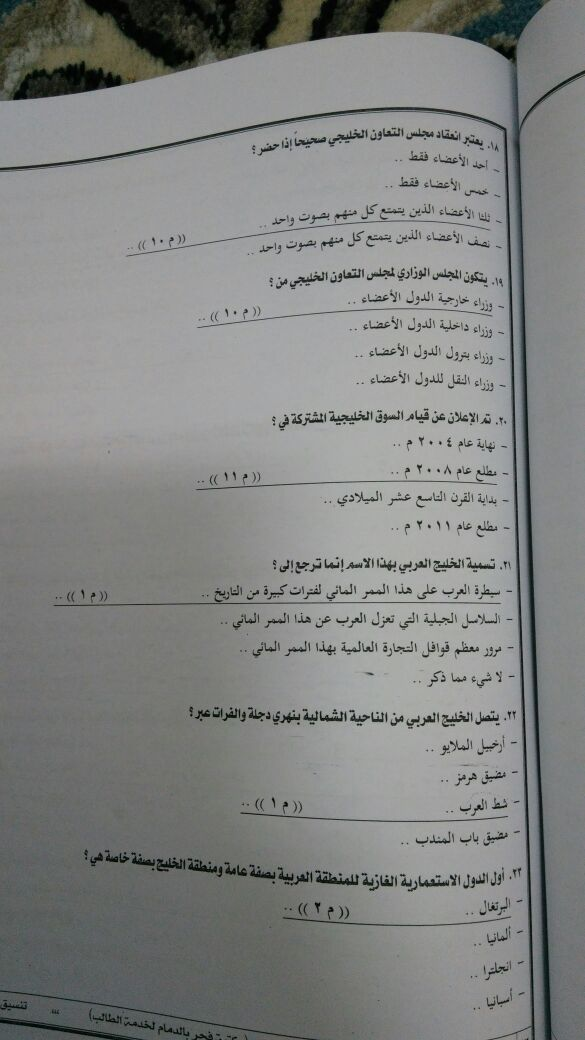 ١٨. يعتبر انعقاد مجلس التعاون الخليجي صحيحاً إذا حضر؟
_ أحد الأعضاء فقط ..
- خمس الأعضاء فقط ..
_ ثلثا الأعضاء الذين يتمتع كل منهم بصوت واحد .. (( م ١٠ )) ..
- نصف الأعضاء الذين يتمتع كل منهم بصوت واحد ..
١٩. يتكون المجلس الوزاري لمجلس التعاون الخليجي من؟
- وزراء خارجية الدول الأعضاء .. (( م ١٠ )) ..
- وزراء داخلية الدول الأعضاء ..
- وزراء بترول الدول الأعضاء ..
- وزراء النقل للدول الأعضاء ..
٢٠. تم الإعلان عن قيام السوق الخليجية المشتركة في؟
- نهاية عام ٢٠٠٤ م ..
- مطلع عام ٢٠٠٨ م .. (( م ١١ )) ..
- بداية القرن التاسع عشر الميلادي ..
- مطلع عام ٢٠١١ م ..
٢١. تسمية الخليج العربي بهذا الاسم إنما ترجع إلى؟
- سيطرة العرب على هذا الممر المائي لفترات كبيرة من التاريخ .. (( م ١ )) ..
- السلاسل الجبلية التي تعزل العرب عن هذا الممر المائي ..
- مرور معظم قوافل التجارة العالمية بهذا الممر المائي ..
- لا شيء مما ذكر ..
٢٢. يتصل الخليج العربي من الناحية الشمالية بنهري دجلة والفرات عبر؟
- أرخبيل الملايو ..
- مضيق هرمز ..
- شط العرب .. (( م ١ )) ..
- مضيق باب المندب ..
٢٣. أول الدول الاستعمارية الغازية للمنطقة العربية بصفة عامة ومنطقة الخليج بصفة خاصة هي؟
- البرتغال .. (( م ٢ )) ..
- ألمانيا ..
- انجلترا ..
- أسبانيا ..
فجر بالدمام لخدمة الطالب) ,,, تنسيق